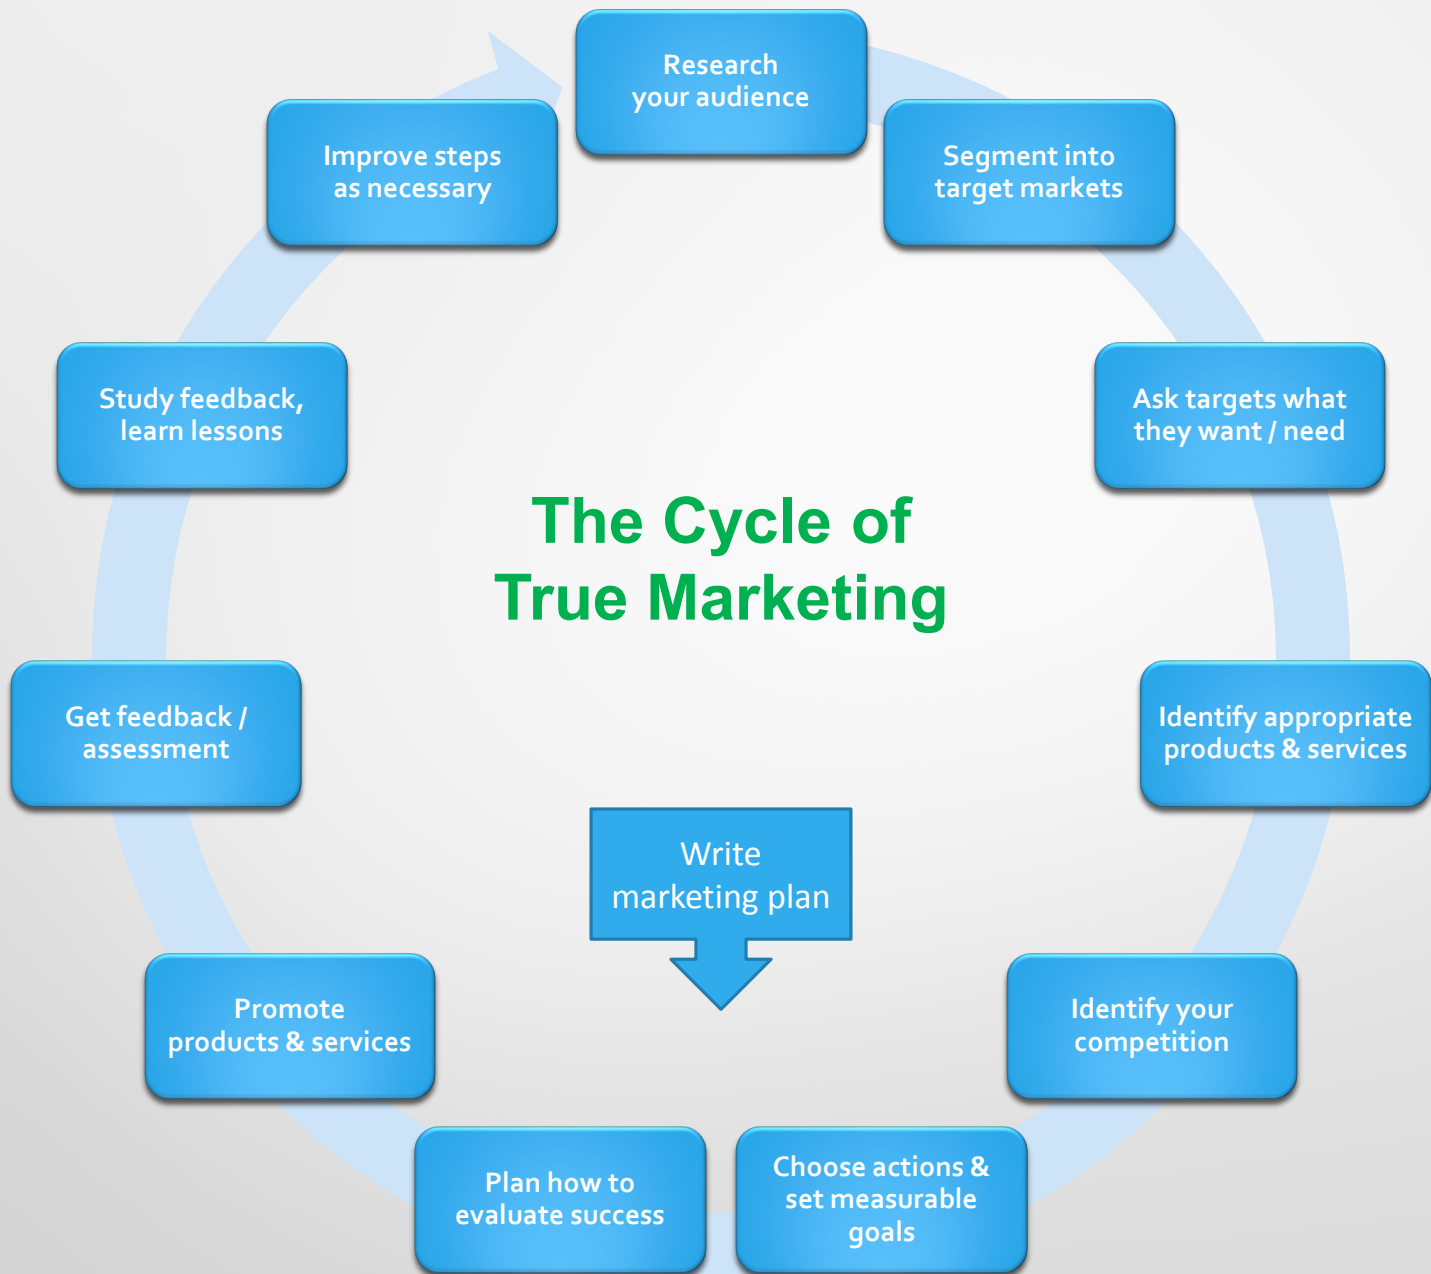 Research
your audience
Segment into
target markets
Ask targets what
they want / need
Identify appropriate
products & services
Identify your
competition
Choose actions &
set measurable
goals
Plan how to
evaluate success
Promote
products & services
Get feedback /
assessment
Study feedback,
learn lessons
Improve steps
as necessary
The Cycle of
True Marketing
Write
marketing plan